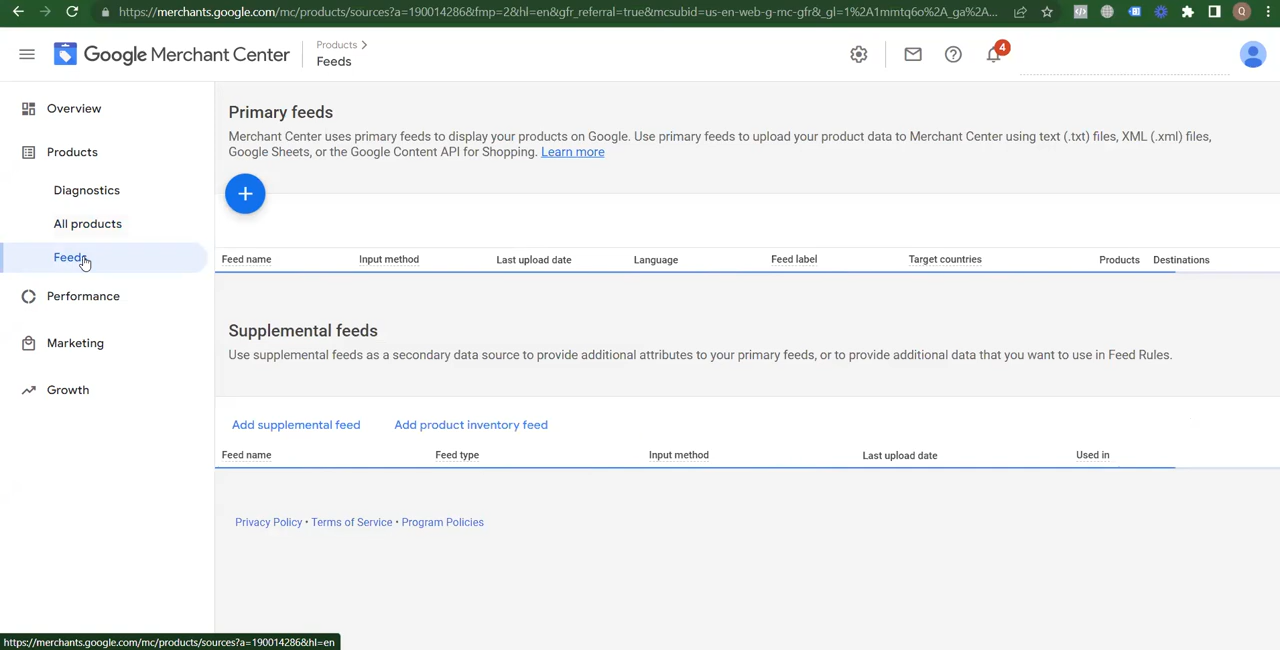 https://merchants.google.com/mc/products/sources?a=190014286&fmp=2&hl=en&gfr_referral=true&mcsubid=us-en-web-g-mc-gfr&_gl=1%2A1mmtq6o%2A_ga%2A...
Q
Google Merchant Center
Products
Feeds
4
Overview
Products
Diagnostics
All products
Feeds
Performance
Marketing
Growth
Primary feeds
Merchant Center uses primary feeds to display your products on Google. Use primary feeds to upload your product data to Merchant Center using text (.txt) files, XML (.xml) files,
Google Sheets, or the Google Content API for Shopping. Learn more
+
Feed name Input method Last upload date Language Feed label Target countries Products Destinations
Supplemental feeds
Use supplemental feeds as a secondary data source to provide additional attributes to your primary feeds, or to provide additional data that you want to use in Feed Rules.
Add supplemental feed Add product inventory feed
Feed name Feed type Input method Last upload date Used in
Privacy Policy • Terms of Service • Program Policies
https://merchants.google.com/mc/products/sources?a=190014286&hl=en